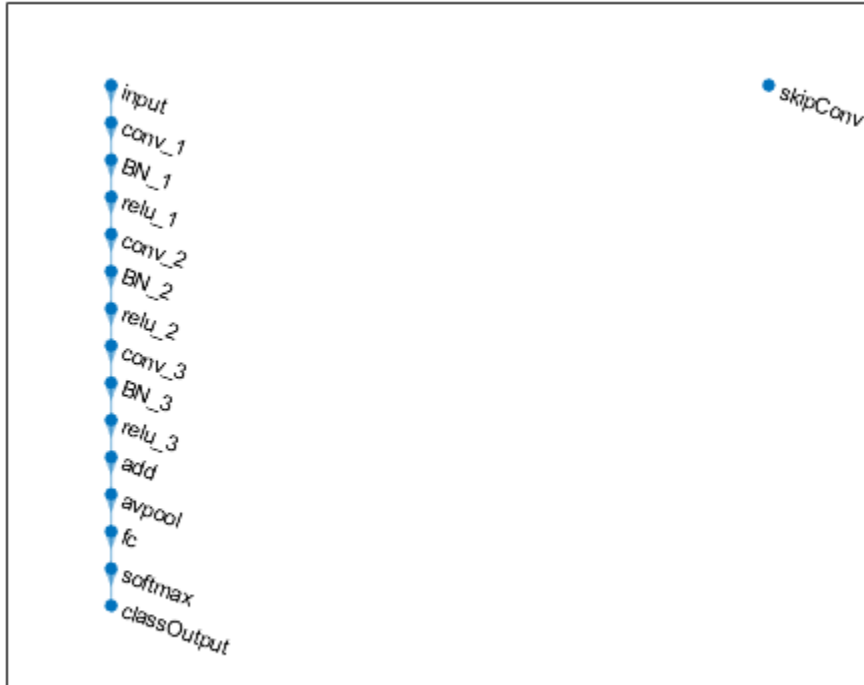 input
skipConv
conv_1
BN_1
relu_1
conv_2
BN_2
relu_2
conv_3
BN_3
relu_3
add
avpool
fc
softmax
classOutput